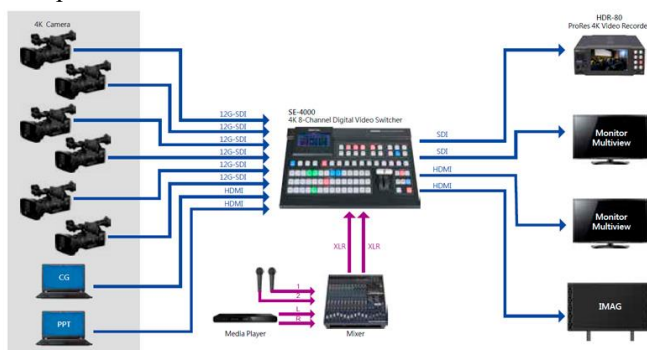 4K Camera
HDR-80
ProRes 4K Video Recorder
SE-4000
4K 8-Channel Digital Video Switcher
12G-SDI
12G-SDI
12G-SDI
12G-SDI
12G-SDI
12G-SDI
HDMI
HDMI
SDI
SDI
HDMI
HDMI
Monitor
Multiview
Monitor
Multiview
XLR
XLR
CG
1
2
L
R
IMAG
PPT
Media Player
Mixer